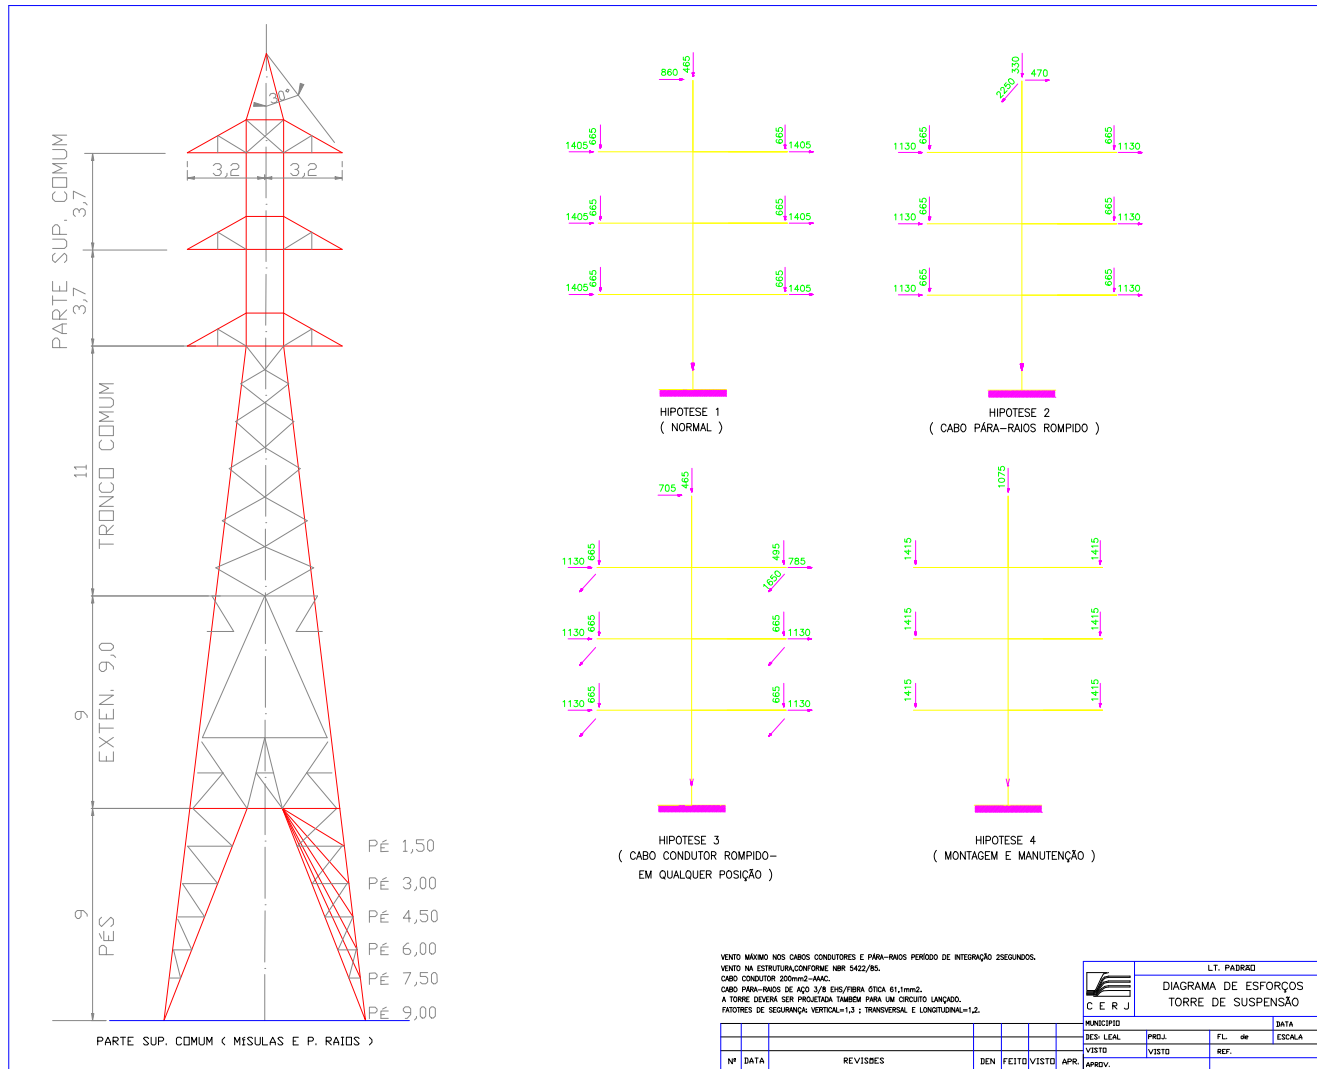 30°
3,2
3,2
PARTE SUP. COMUM
3,7
3,7
TRONCO COMUM
11
EXTEN. 9,0
9
PÉS
9
PÉ 1,50
PÉ 3,00
PÉ 4,50
PÉ 6,00
PÉ 7,50
PÉ 9,00
PARTE SUP. COMUM ( MÍSULAS E P. RAIOS )
465
860
665
665
1405
1405
665
665
1405
1405
665
665
1405
1405
HIPOTESE 1
( NORMAL )
330
470
2250
665
665
1130
1130
665
865
1130
1130
665
665
1130
1130
HIPOTESE 2
( CABO PÁRA-RAIOS ROMPIDO )
465
705
665
495
1130
785
1650
665
665
1130
1130
665
665
1130
1130
HIPOTESE 3
( CABO CONDUTOR ROMPIDO-
EM QUALQUER POSIÇÃO )
1075
1415
1415
1415
1415
1415
1415
HIPOTESE 4
( MONTAGEM E MANUTENÇÃO )
VENTO MÁXIMO NOS CABOS CONDUTORES E PÁRA-RAIOS PERÍODO DE INTEGRAÇÃO 2SEGUNDOS.
VENTO NA ESTRUTURA,CONFORME NBR 5422/85.
CABO CONDUTOR 200mm2-AAAC.
CABO PÁRA-RAIOS DE AÇO 3/8 EHS/FIBRA ÓTICA 61,1mm2.
A TORRE DEVERÁ SER PROJETADA TAMBÉM PARA UM CIRCUITO LANÇADO.
FATOTRES DE SEGURANÇA: VERTICAL=1,3 ; TRANSVERSAL E LONGITUDINAL=1,2.
Nº DATA REVISÕES DEN FEITO VISTO APR.
CERJ
LT. PADRÃO
DIAGRAMA DE ESFORÇOS
TORRE DE SUSPENSÃO
MUNICIPIO DATA
DES: LEAL PROJ. FL. de ESCALA
VISTO VISTO REF.
APROV.